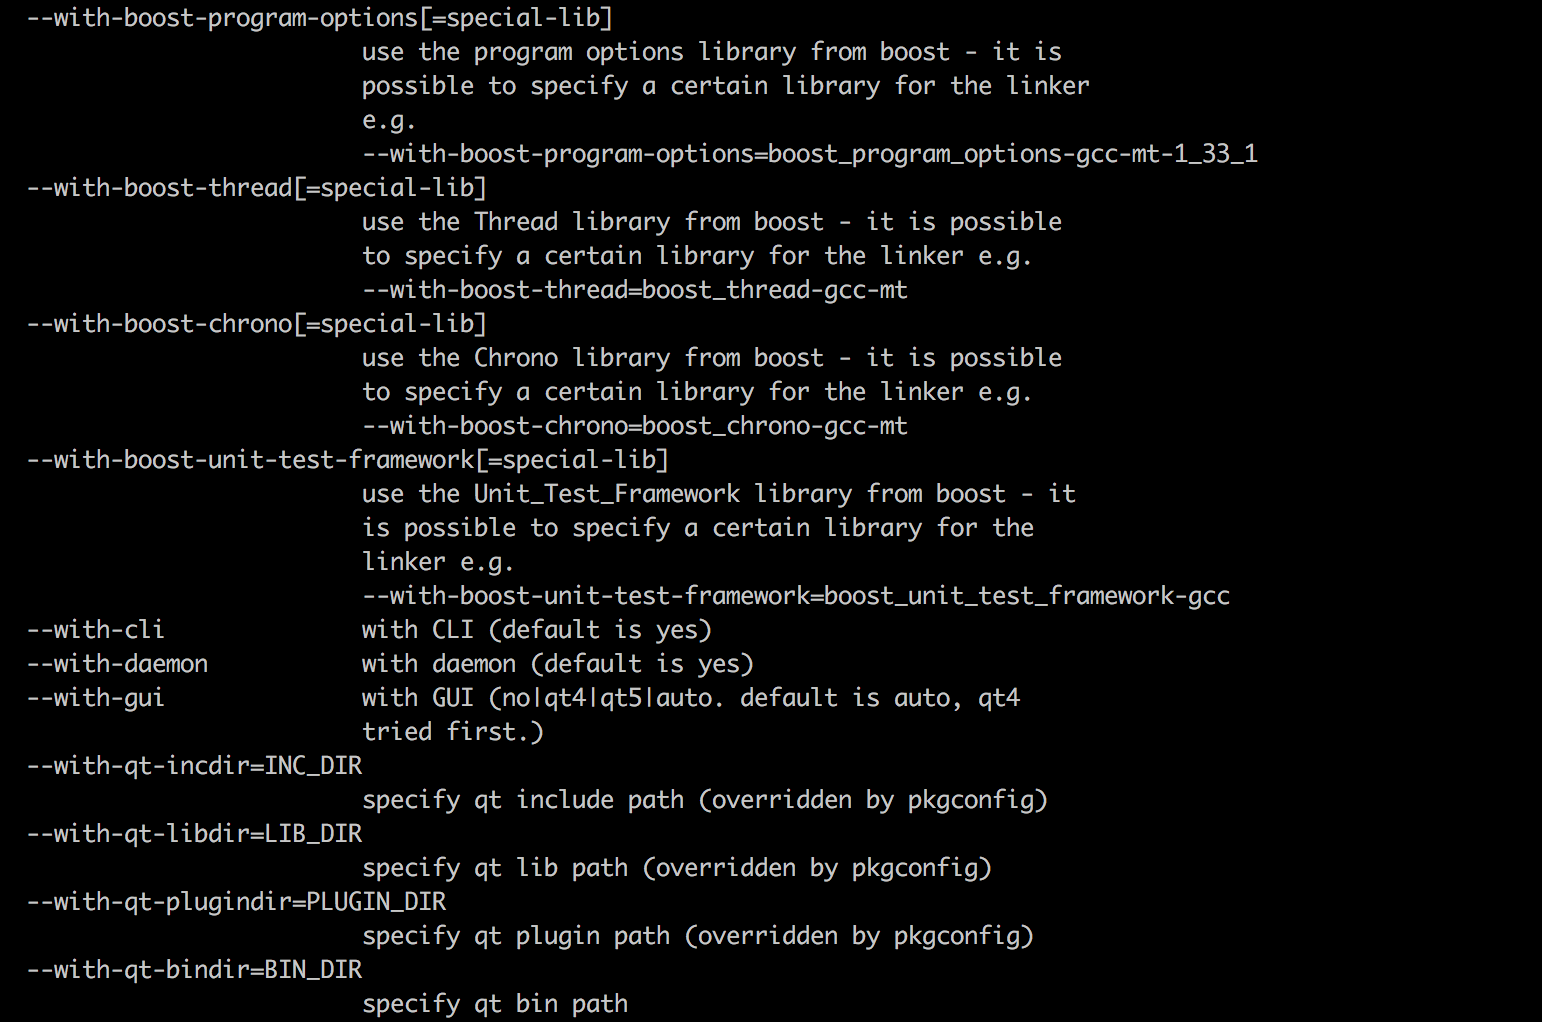 --with-boost-program-options[=special-lib]
use the program options library from boost - it is
possible to specify a certain library for the linker
e.g.
--with-boost-program-options=boost_program_options-gcc-mt-1_33_1
--with-boost-thread[=special-lib]
use the Thread library from boost - it is possible
to specify a certain library for the linker e.g.
--with-boost-thread=boost_thread-gcc-mt
--with-boost-chrono[=special-lib]
use the Chrono library from boost - it is possible
to specify a certain library for the linker e.g.
--with-boost-chrono=boost_chrono-gcc-mt
--with-boost-unit-test-framework[=special-lib]
use the Unit_Test_Framework library from boost - it
is possible to specify a certain library for the
linker e.g.
--with-boost-unit-test-framework=boost_unit_test_framework-gcc
--with-cli with CLI (default is yes)
--with-daemon with daemon (default is yes)
--with-gui with GUI (no|qt4|qt5|auto. default is auto, qt4
tried first.)
--with-qt-incdir=INC_DIR
specify qt include path (overridden by pkgconfig)
--with-qt-libdir=LIB_DIR
specify qt lib path (overridden by pkgconfig)
--with-qt-plugindir=PLUGIN_DIR
specify qt plugin path (overridden by pkgconfig)
--with-qt-bindir=BIN_DIR
specify qt bin path